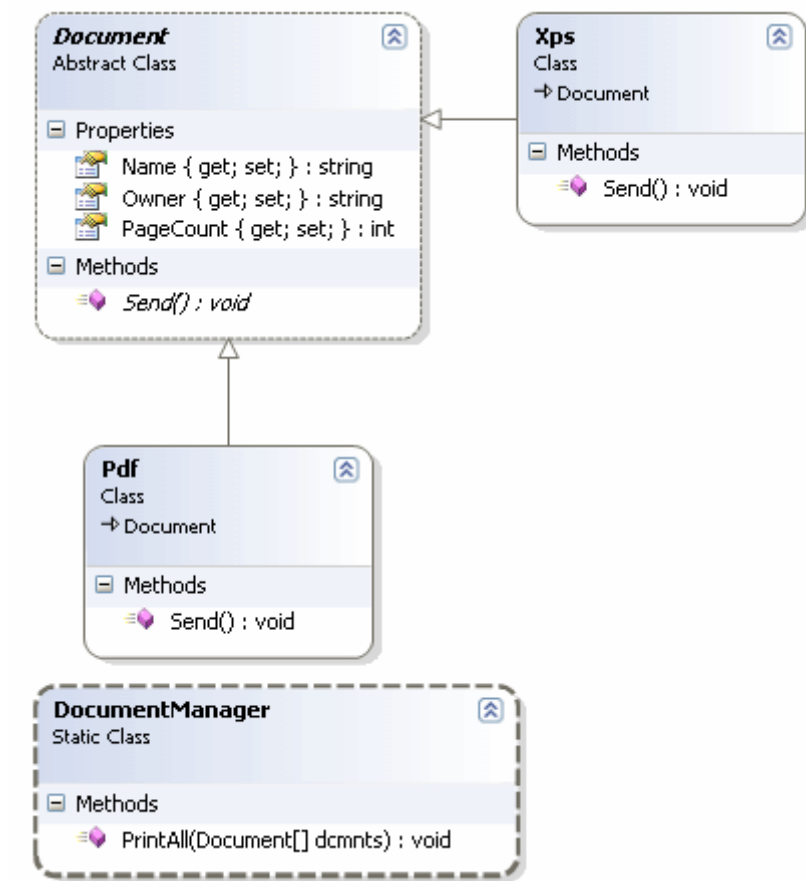 Document
Abstract Class
Properties
Name { get; set; } : string
Owner { get; set; } : string
PageCount { get; set; } : int
Methods
Send() : void
Xps
Class
Document
Methods
Send() : void
Pdf
Class
Document
Methods
Send() : void
DocumentManager
Static Class
Methods
PrintAll(Document[] dcmnts) : void